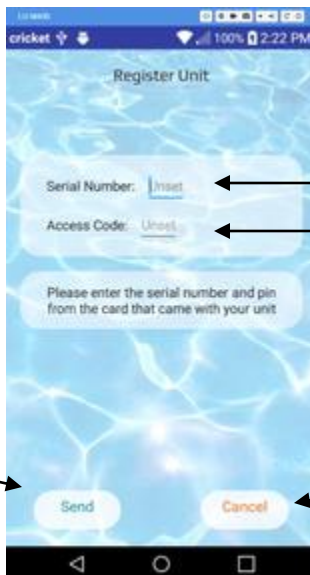 cricket 100% 2:22 PM
Register Unit
Serial Number: Unset
Access Code: Unset
Please enter the serial number and pin
from the card that came with your unit
Send Cancel